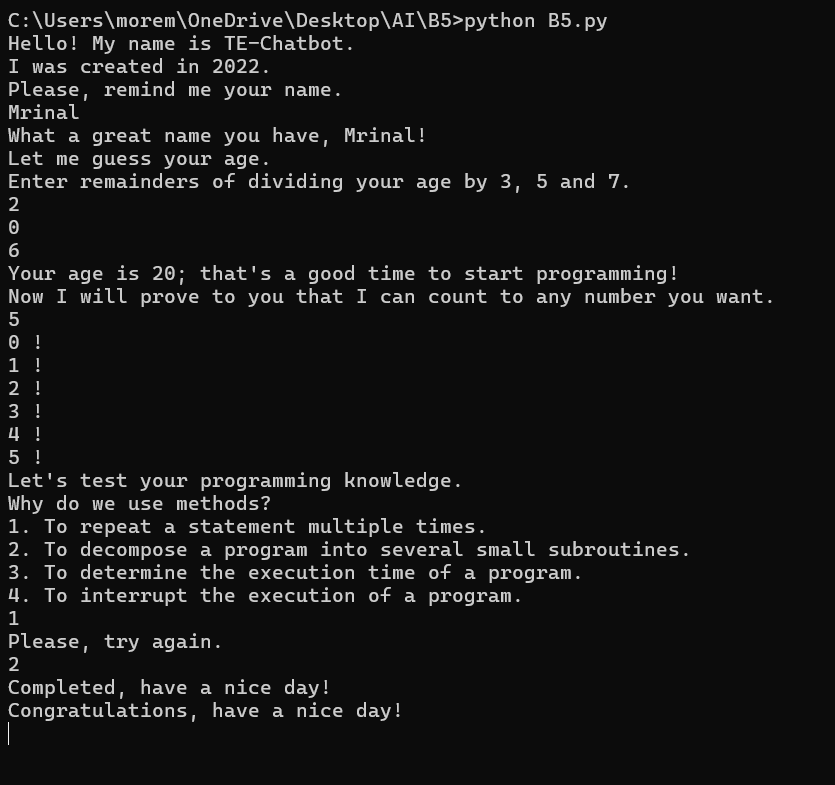 C:\Users\morem\OneDrive\Desktop\AI\B5>python B5.py
Hello! My name is TE-Chatbot.
I was created in 2022.
Please, remind me your name.
Mrinal
What a great name you have, Mrinal!
Let me guess your age.
Enter remainders of dividing your age by 3, 5 and 7.
2
0
6
Your age is 20; that's a good time to start programming!
Now I will prove to you that I can count to any number you want.
5
0 !
1 !
2 !
3 !
4 !
5 !
Let's test your programming knowledge.
Why do we use methods?
1. To repeat a statement multiple times.
2. To decompose a program into several small subroutines.
3. To determine the execution time of a program.
4. To interrupt the execution of a program.
1
Please, try again.
2
Completed, have a nice day!
Congratulations, have a nice day!